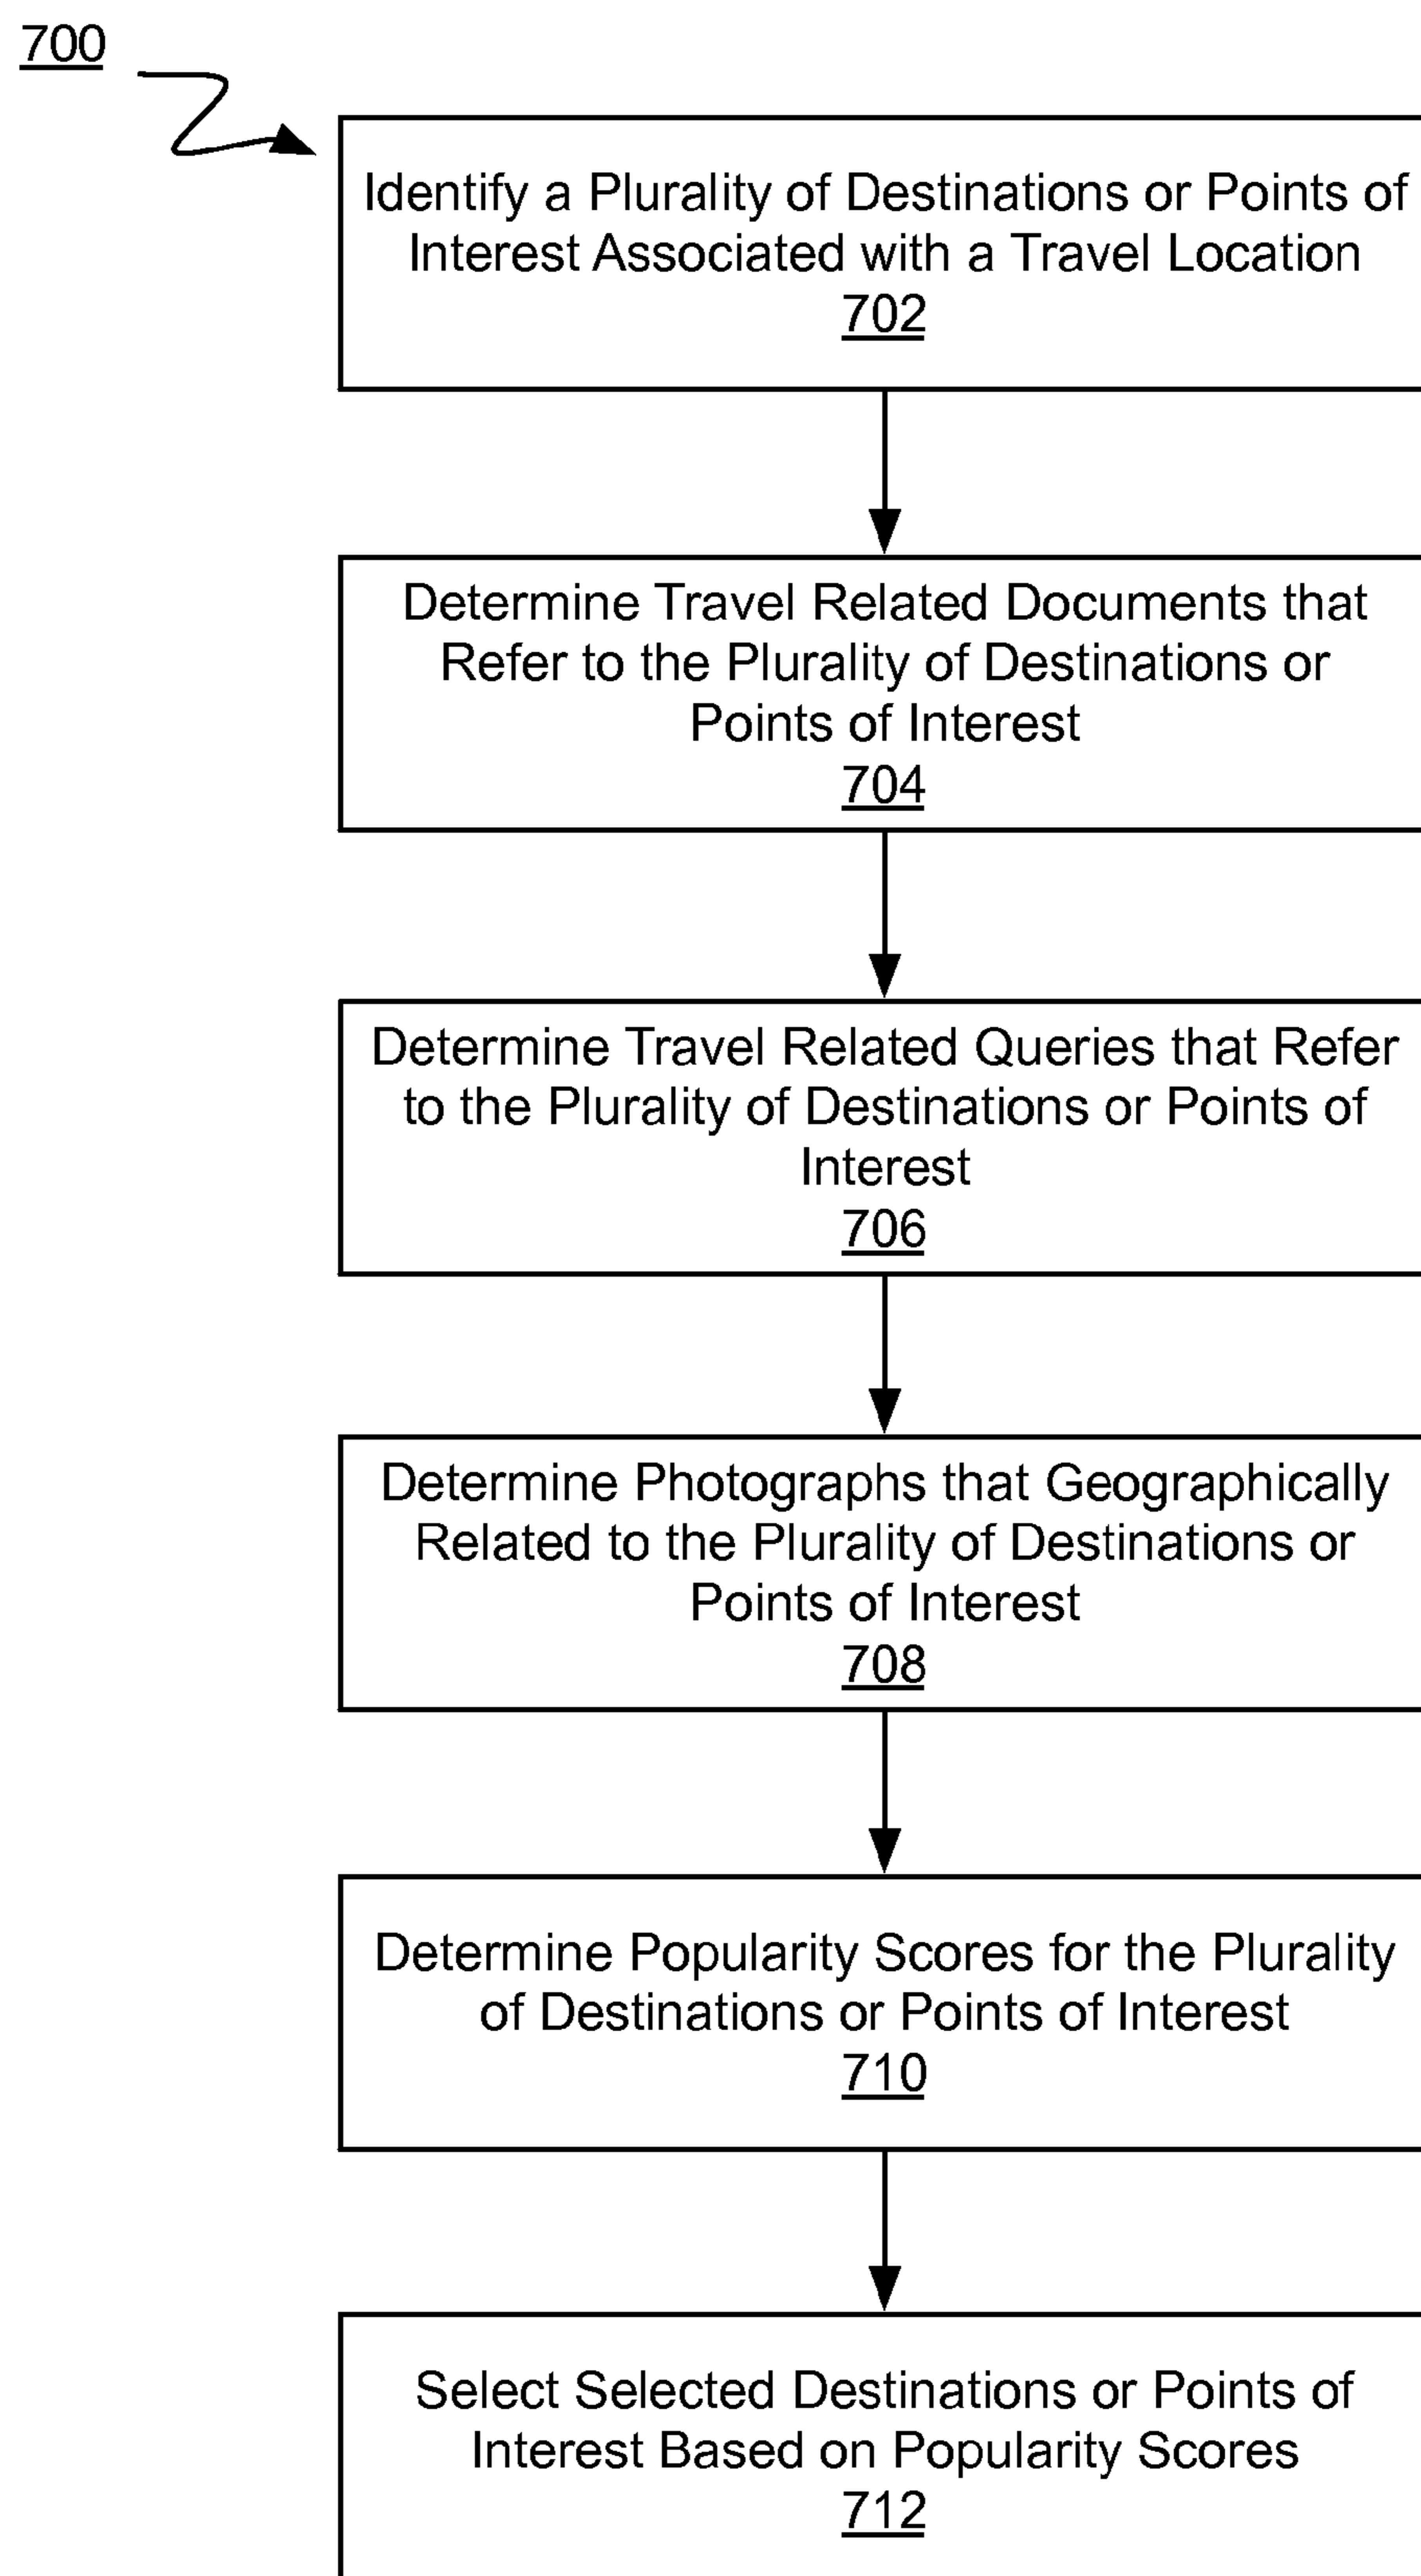 700
Identify a Plurality of Destinations or Points of
Interest Associated with a Travel Location
702
Determine Travel Related Documents that
Refer to the Plurality of Destinations or
Points of Interest
704
Determine Travel Related Queries that Refer
to the Plurality of Destinations or Points of
Interest
706
Determine Photographs that Geographically
Related to the Plurality of Destinations or
Points of Interest
708
Determine Popularity Scores for the Plurality
of Destinations or Points of Interest
710
Select Selected Destinations or Points of
Interest Based on Popularity Scores
712